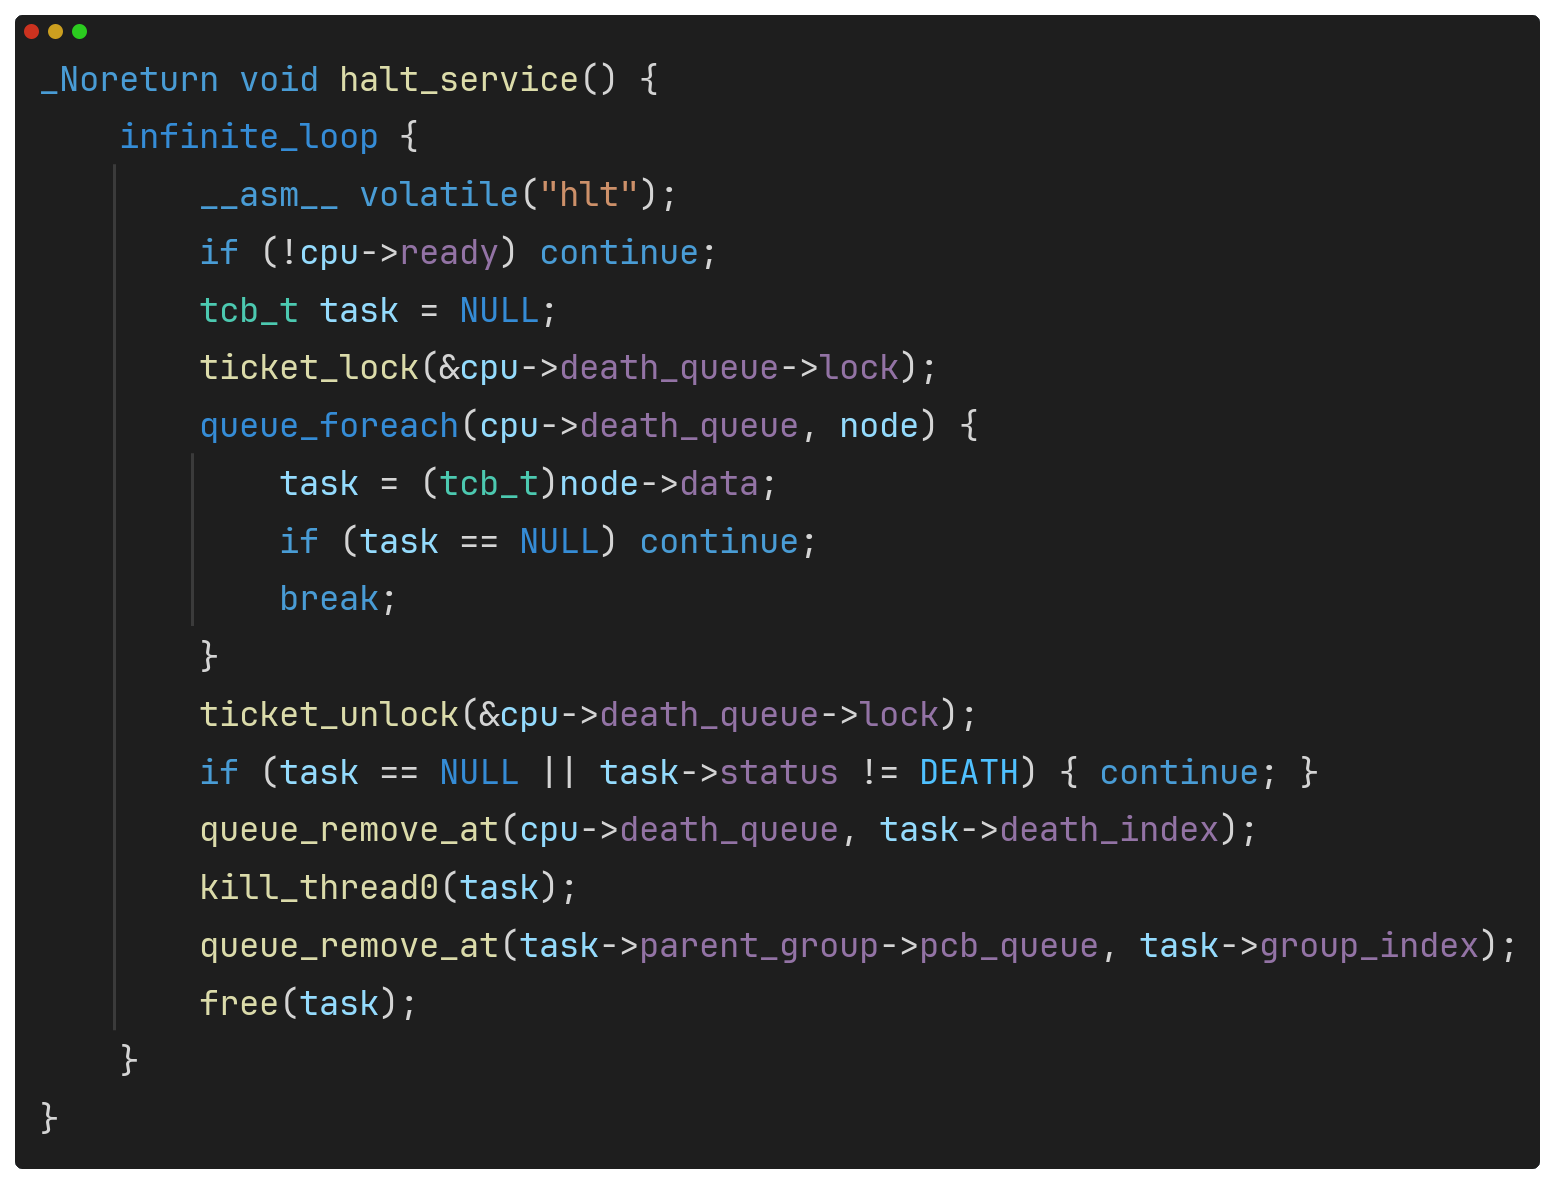 _Noreturn void halt_service() {
    infinite_loop {
        __asm__ volatile("hlt");
        if (!cpu->ready) continue;
        tcb_t task = NULL;
        ticket_lock(&cpu->death_queue->lock);
        queue_foreach(cpu->death_queue, node) {
            task = (tcb_t)node->data;
            if (task == NULL) continue;
            break;
        }
        ticket_unlock(&cpu->death_queue->lock);
        if (task == NULL || task->status != DEATH) { continue; }
        queue_remove_at(cpu->death_queue, task->death_index);
        kill_thread0(task);
        queue_remove_at(task->parent_group->pcb_queue, task->group_index);
        free(task);
    }
}